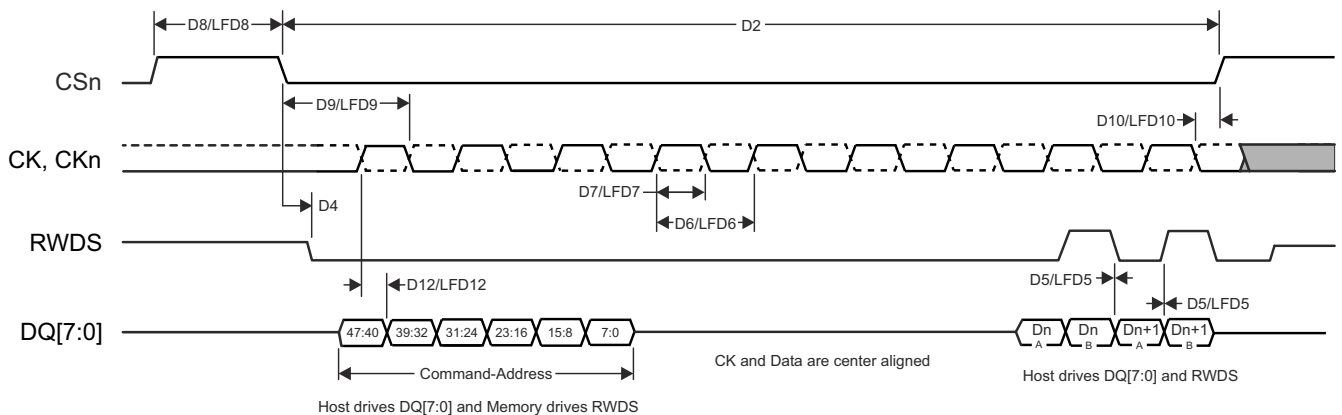 D8/LFD8
D2
CSn
D9/LFD9
D10/LFD10
CK, CKn
D7/LFD7
D4
D6/LFD6
RWDS
D12/LFD12
D5/LFD5
D5/LFD5
DQ[7:0]
47:40 39:32 31:24 23:16 15:8 7:0
Dn A Dn B Dn+1 A Dn+1 B
CK and Data are center aligned
Command-Address
Host drives DQ[7:0] and RWDS
Host drives DQ[7:0] and Memory drives RWDS